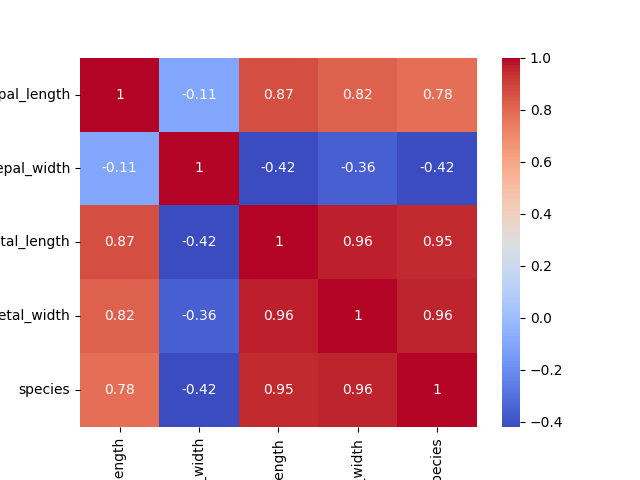 pal_length 1 -0.11 0.87 0.82 0.78
epal_width -0.11 1 -0.42 -0.36 -0.42
tal_length 0.87 -0.42 1 0.96 0.95
etal_width 0.82 -0.36 0.96 1 0.96
species 0.78 -0.42 0.95 0.96 1
ength
_width
ength
_width
pecies
1.0
0.8
0.6
0.4
0.2
0.0
−0.2
−0.4